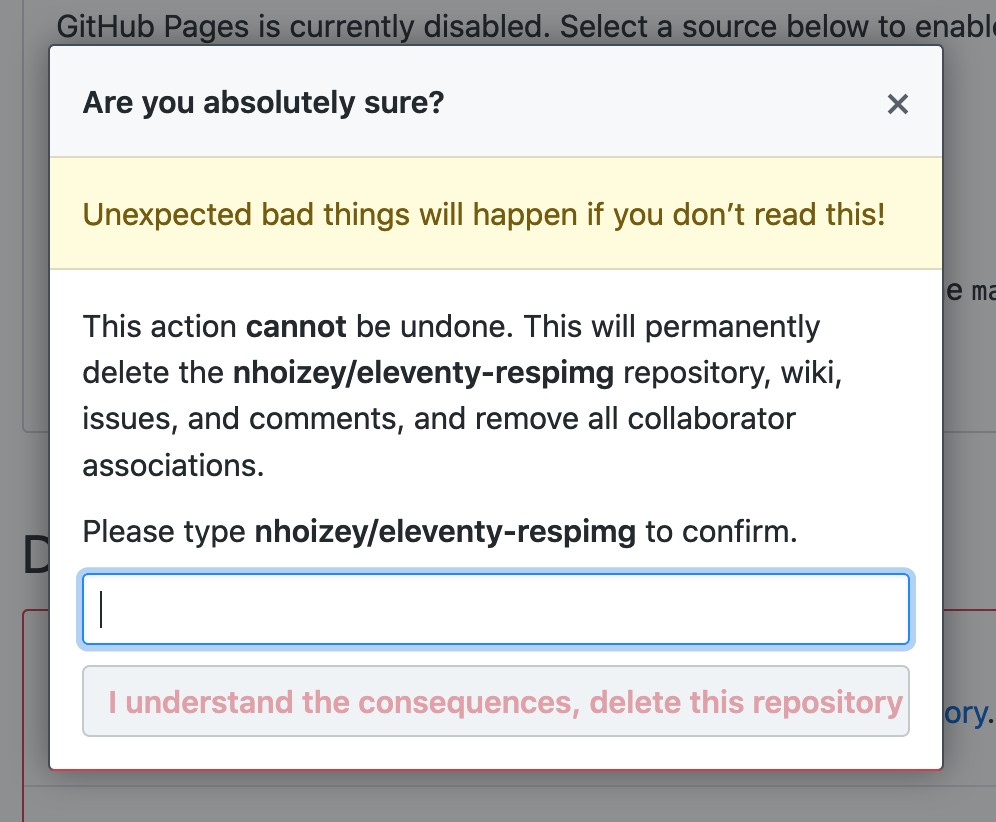 GitHub Pages is currently disabled. Select a source below to enable
Are you absolutely sure?
Unexpected bad things will happen if you don’t read this!
This action cannot be undone. This will permanently
delete the nhoizey/eleventy-respimg repository, wiki,
issues, and comments, and remove all collaborator
associations.
Please type nhoizey/eleventy-respimg to confirm.
I understand the consequences, delete this repository